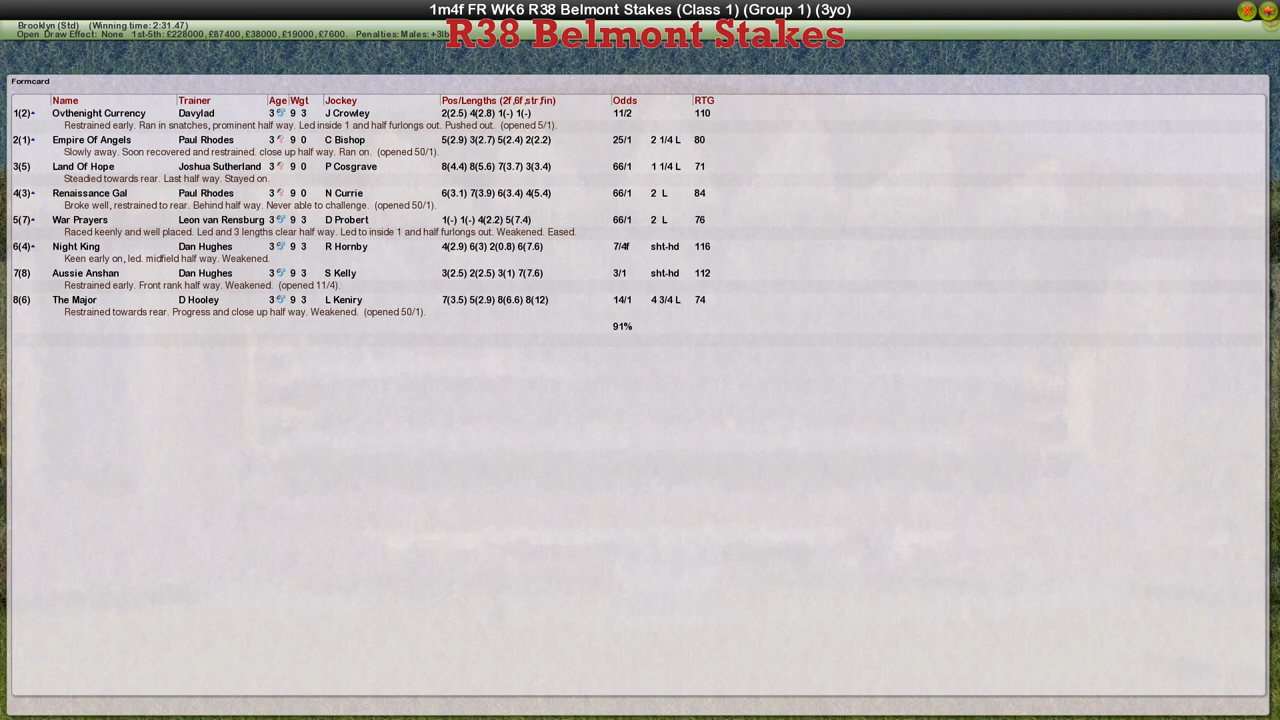 1m4f FR WK6 R38 Belmont Stakes (Class 1) (Group 1) (3yo)
R38 Belmont Stakes
Brooklyn (Std) (Winning time: 2:31.47)
Open Draw Effect: None 1st-5th: £228000, £87400, £38000, £19000, £7600. Penalties: Males: +3lb
Formcard
Name Trainer Age Wgt Jockey Pos/Lengths (2f,6f,str,fin) Odds RTG
1(2) Ovthenight Currency Davylad 3 9 3 J Crowley 2(2.5) 4(2.8) 1(-) 1(-) 11/2 110
Restrained early. Ran in snatches, prominent half way. Led inside 1 and half furlongs out. Pushed out. (opened 5/1).
2(1) Empire Of Angels Paul Rhodes 3 9 0 C Bishop 5(2.9) 3(2.7) 5(2.4) 2(2.2) 25/1 2 1/4 L 80
Slowly away. Soon recovered and restrained. close up half way. Ran on. (opened 50/1).
3(5) Land Of Hope Joshua Sutherland 3 9 0 P Cosgrave 8(4.4) 8(5.6) 7(3.7) 3(3.4) 66/1 1 1/4 L 71
Steadied towards rear. Last half way. Stayed on.
4(3) Renaissance Gal Paul Rhodes 3 9 0 N Currie 6(3.1) 7(3.9) 6(3.4) 4(5.4) 66/1 2 L 84
Broke well, restrained to rear. Behind half way. Never able to challenge. (opened 50/1).
5(7) War Prayers Leon van Rensburg 3 9 3 D Probert 1(-) 1(-) 4(2.2) 5(7.4) 66/1 2 L 76
Raced keenly and well placed. Led and 3 lengths clear half way. Led to inside 1 and half furlongs out. Weakened. Eased.
6(4) Night King Dan Hughes 3 9 3 R Hornby 4(2.9) 6(3) 2(0.8) 6(7.6) 7/4f sht-hd 116
Keen early on, led. midfield half way. Weakened.
7(8) Aussie Anshan Dan Hughes 3 9 3 S Kelly 3(2.5) 2(2.5) 3(1) 7(7.6) 3/1 sht-hd 112
Restrained early. Front rank half way. Weakened. (opened 11/4).
8(6) The Major D Hooley 3 9 3 L Keniry 7(3.5) 5(2.9) 8(6.6) 8(12) 14/1 4 3/4 L 74
Restrained towards rear. Progress and close up half way. Weakened. (opened 50/1).
91%